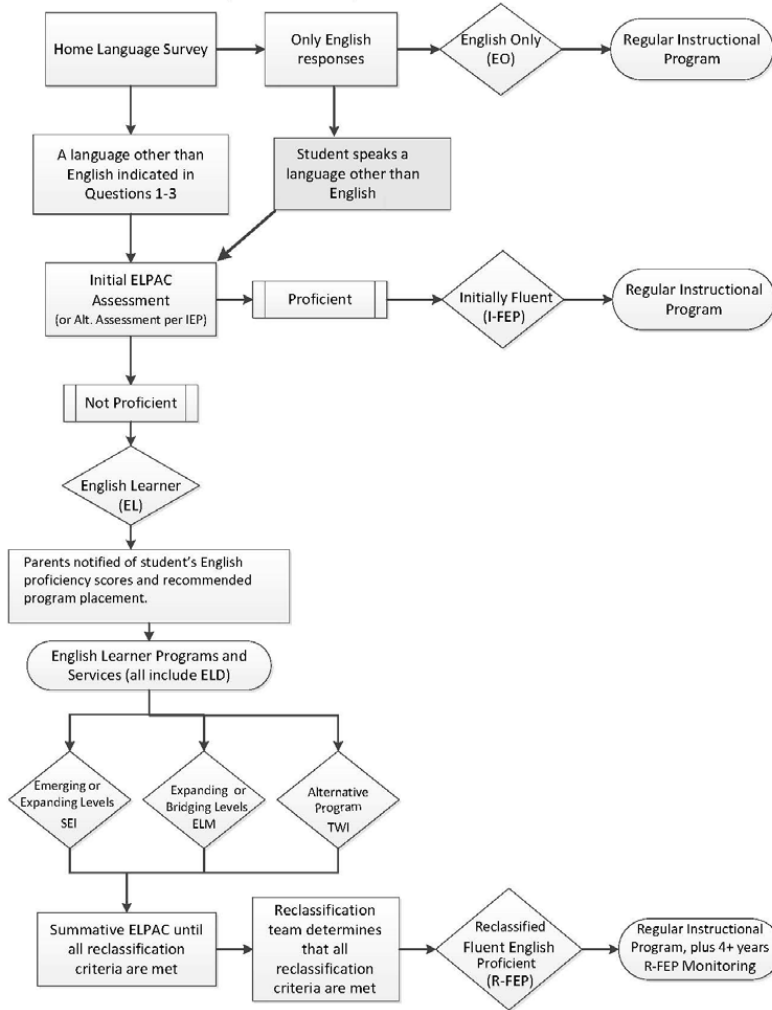 Home Language Survey
Only English
responses
English Only
(EO)
Regular Instructional
Program
A language other than
English indicated in
Questions 1-3
Student speaks a
language other than
English
Initial ELPAC
Assessment
(or Alt. Assessment per IEP)
Proficient
Initially Fluent
(I-FEP)
Regular Instructional
Program
Not Proficient
English Learner
(EL)
Parents notified of student's English
proficiency scores and recommended
program placement.
English Learner Programs and
Services (all include ELD)
Emerging or
Expanding Levels
SEI
Expanding or
Bridging Levels
ELM
Alternative
Program
TWI
Summative ELPAC until
all reclassification
criteria are met
Reclassification
team determines
that all
reclassification
criteria are met
Reclassified
Fluent English
Proficient
(R-FEP)
Regular Instructional
Program, plus 4+ years
R-FEP Monitoring